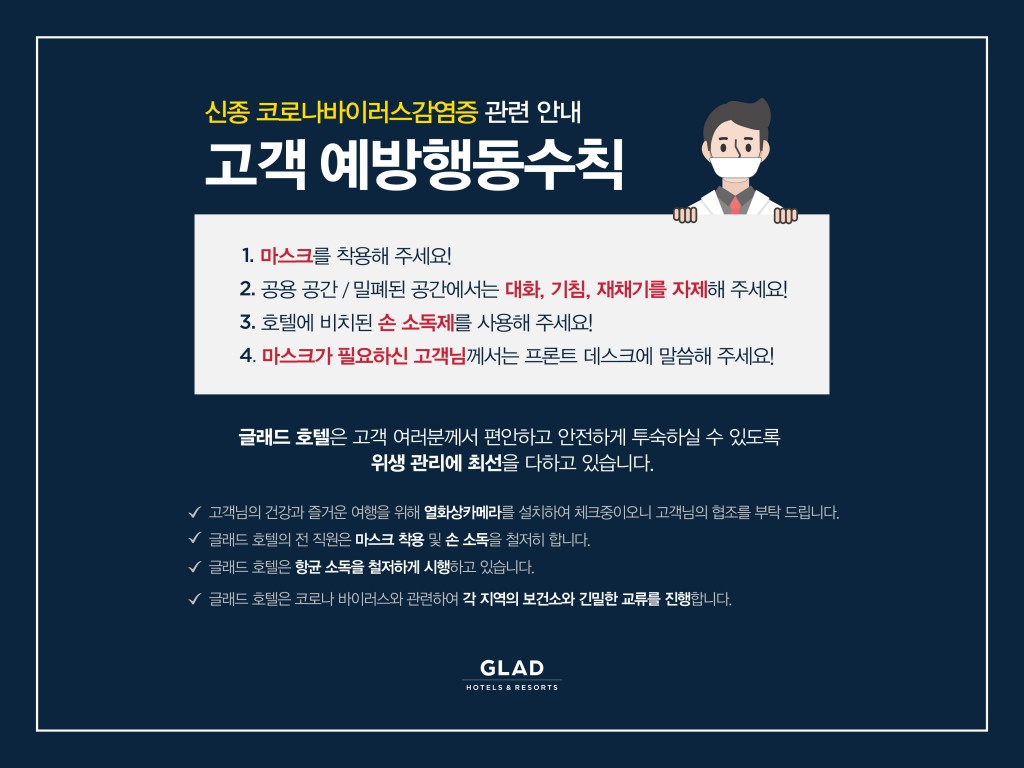 신종 코로나바이러스감염증 관련 안내
고객 예방행동수칙
1. 마스크를 착용해 주세요!
2. 공용 공간 / 밀폐된 공간에서는 대화, 기침, 재채기를 자제해 주세요!
3. 호텔에 비치된 손 소독제를 사용해 주세요!
4. 마스크가 필요하신 고객님께서는 프론트 데스크에 말씀해 주세요!
글래드 호텔은 고객 여러분께서 편안하고 안전하게 투숙하실 수 있도록
위생 관리에 최선을 다하고 있습니다.
✓ 고객님의 건강과 즐거운 여행을 위해 열화상카메라를 설치하여 체크중이오니 고객님의 협조를 부탁 드립니다.
✓ 글래드 호텔의 전 직원은 마스크 착용 및 손 소독을 철저히 합니다.
✓ 글래드 호텔은 항균 소독을 철저하게 시행하고 있습니다.
✓ 글래드 호텔은 코로나 바이러스와 관련하여 각 지역의 보건소와 긴밀한 교류를 진행합니다.
GLAD
HOTELS & RESORTS